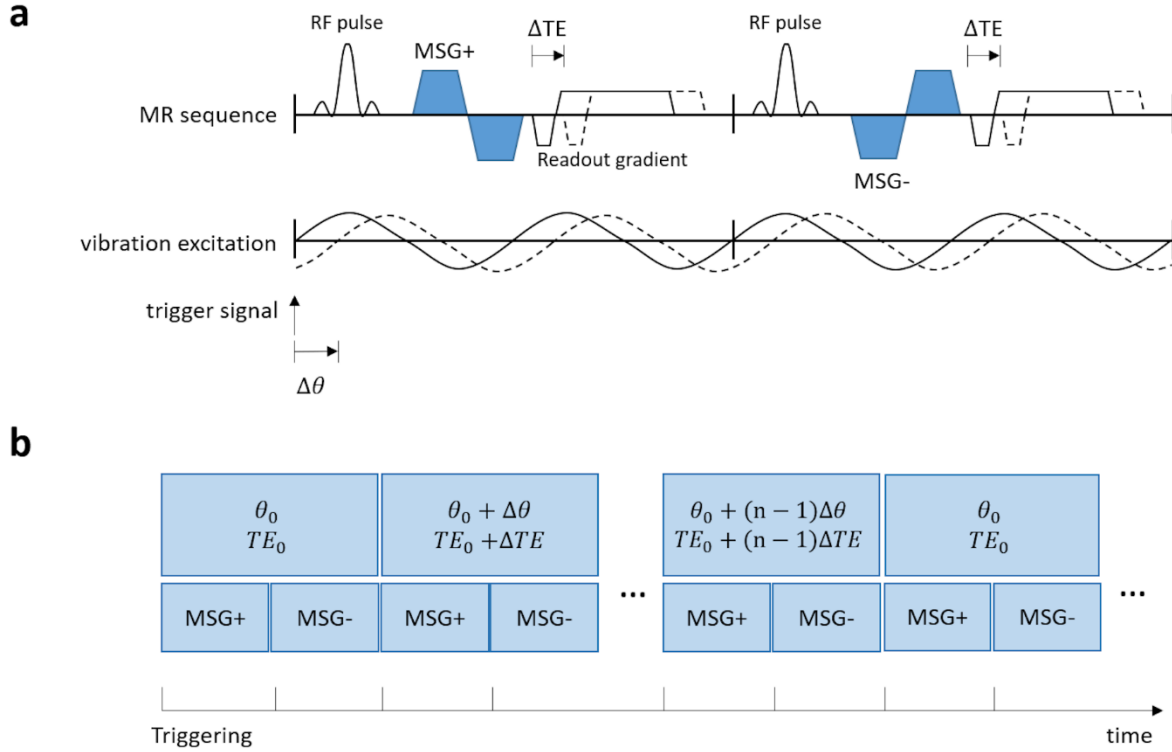 a
RF pulse
MSG+
ΔTE
RF pulse
ΔTE
MR sequence
Readout gradient
MSG-
vibration excitation
trigger signal
Δθ
b
θ₀
TE₀
θ₀ + Δθ
TE₀ +ΔTE
θ₀ + (n − 1)Δθ
TE₀ + (n − 1)ΔTE
θ₀
TE₀
MSG+ MSG- MSG+ MSG- ... MSG+ MSG- MSG+ MSG- ...
Triggering time